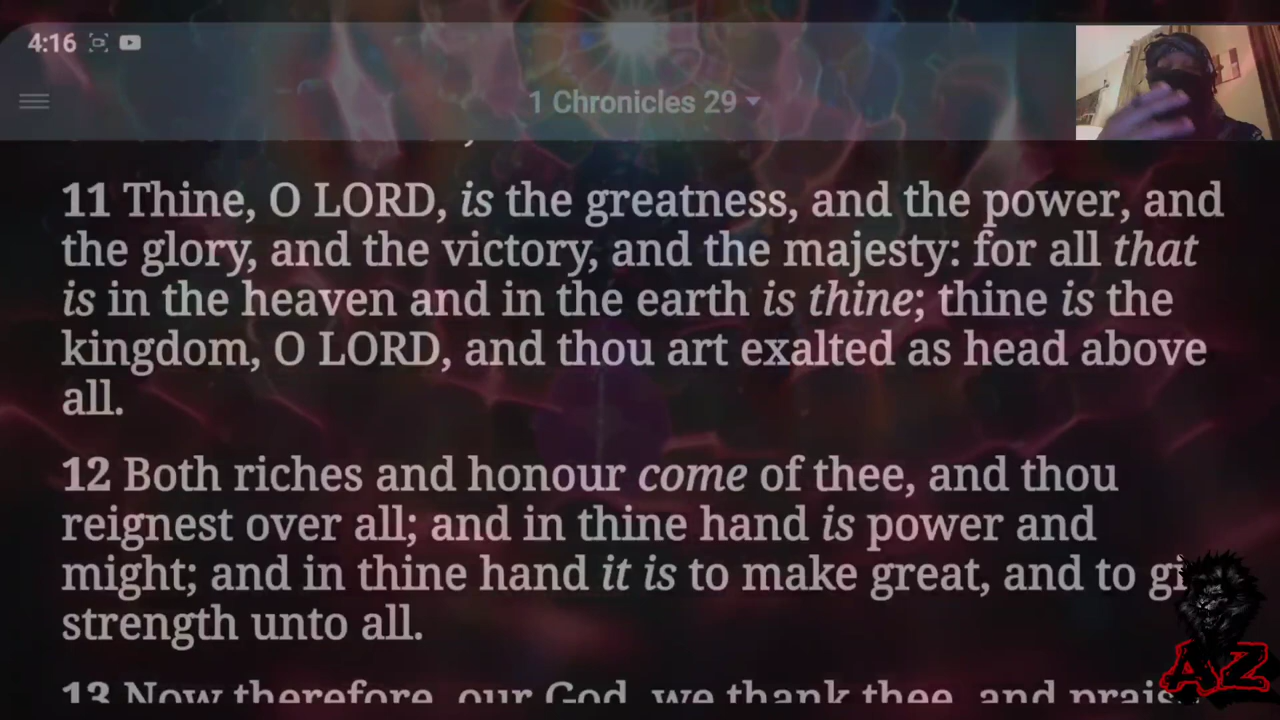 4:16
1 Chronicles 29
11 Thine, O LORD, is the greatness, and the power, and
the glory, and the victory, and the majesty: for all that
is in the heaven and in the earth is thine; thine is the
kingdom, O LORD, and thou art exalted as head above
all.
12 Both riches and honour come of thee, and thou
reignest over all; and in thine hand is power and
might; and in thine hand it is to make great, and to gi
strength unto all.
13 Now therefore, our God, we thank thee, and prais
AZ